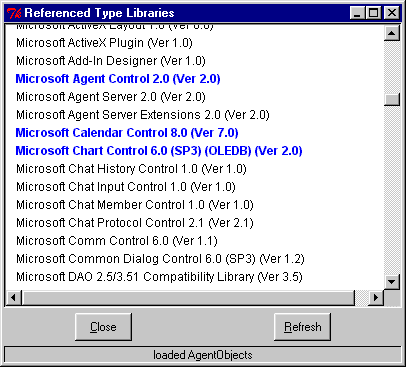 Referenced Type Libraries
Microsoft ActiveX Layout 1.0 (Ver 6.0)
Microsoft ActiveX Plugin (Ver 1.0)
Microsoft Add-In Designer (Ver 1.0)
Microsoft Agent Control 2.0 (Ver 2.0)
Microsoft Agent Server 2.0 (Ver 2.0)
Microsoft Agent Server Extensions 2.0 (Ver 2.0)
Microsoft Calendar Control 8.0 (Ver 7.0)
Microsoft Chart Control 6.0 (SP3) (OLEDB) (Ver 2.0)
Microsoft Chat History Control 1.0 (Ver 1.0)
Microsoft Chat Input Control 1.0 (Ver 1.0)
Microsoft Chat Member Control 1.0 (Ver 1.0)
Microsoft Chat Protocol Control 2.1 (Ver 2.1)
Microsoft Comm Control 6.0 (Ver 1.1)
Microsoft Common Dialog Control 6.0 (SP3) (Ver 1.2)
Microsoft DAO 2.5/3.51 Compatibility Library (Ver 3.5)
Close
Refresh
loaded AgentObjects